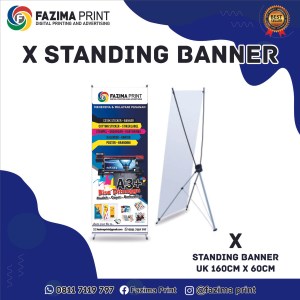 FAZIMA PRINT
DIGITAL PRINTING AND ADVERTISING
X STANDING BANNER
FAZIMA PRINT
A3+
X
STANDING BANNER
UK 160CM X 60CM
0811 7119 797
Fazima Print
@fazima print